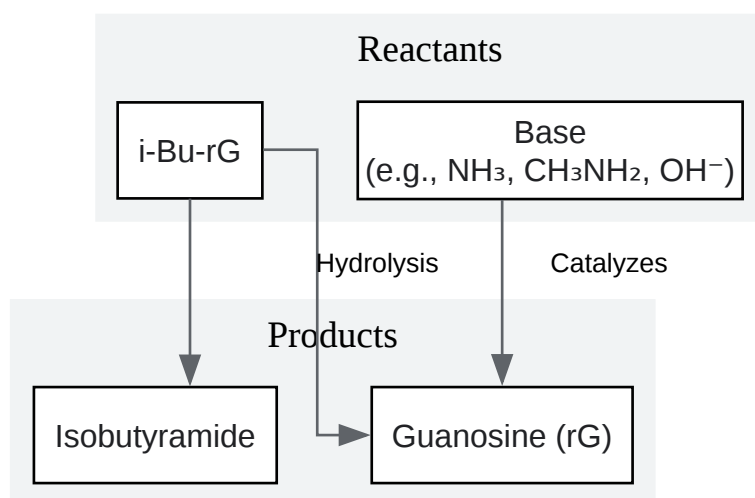 Reactants
i-Bu-rG
Base
(e.g., NH₃, CH₃NH₂, OH⁻)
Hydrolysis
Catalyzes
Products
Isobutyramide
Guanosine (rG)